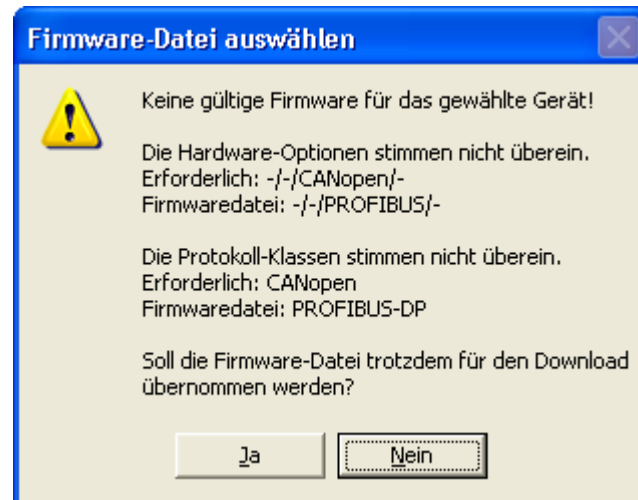 Firmware-Datei auswählen
Keine gültige Firmware für das gewählte Gerät!
Die Hardware-Optionen stimmen nicht überein.
Erforderlich: -/-/CANopen/-
Firmwaredatei: -/-/PROFIBUS/-
Die Protokoll-Klassen stimmen nicht überein.
Erforderlich: CANopen
Firmwaredatei: PROFIBUS-DP
Soll die Firmware-Datei trotzdem für den Download
übernommen werden?
Ja
Nein